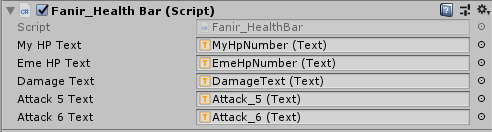 Fanir_Health Bar (Script)
Script Fanir_HealthBar
My HP Text MyHpNumber (Text)
Eme HP Text EmeHpNumber (Text)
Damage Text DamageText (Text)
Attack 5 Text Attack_5 (Text)
Attack 6 Text Attack_6 (Text)